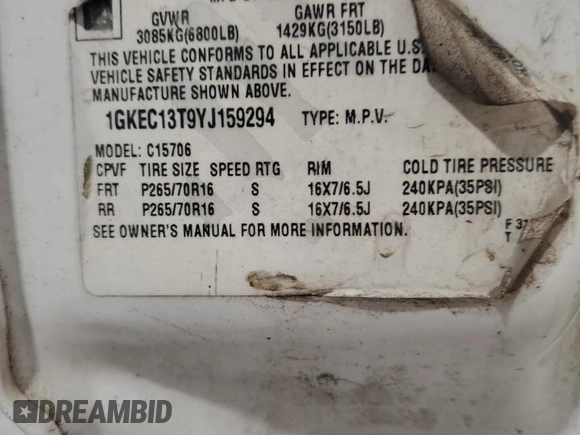 GVWR GAWR FRT
3085KG(6800LB) 1429KG(3150LB)
THIS VEHICLE CONFORMS TO ALL APPLICABLE U.S.
VEHICLE SAFETY STANDARDS IN EFFECT ON THE DA
MANUFACTURE SHOWN ABOVE.
1GKEC13T9YJ159294 TYPE: M.P.V.
MODEL: C15706
CPVF TIRE SIZE SPEED RTG RIM COLD TIRE PRESSURE
FRT P265/70R16 S 16X7/6.5J 240KPA(35PSI)
RR P265/70R16 S 16X7/6.5J 240KPA(35PSI)
SEE OWNER'S MANUAL FOR MORE INFORMATION.
F 31
T
DREAMBID